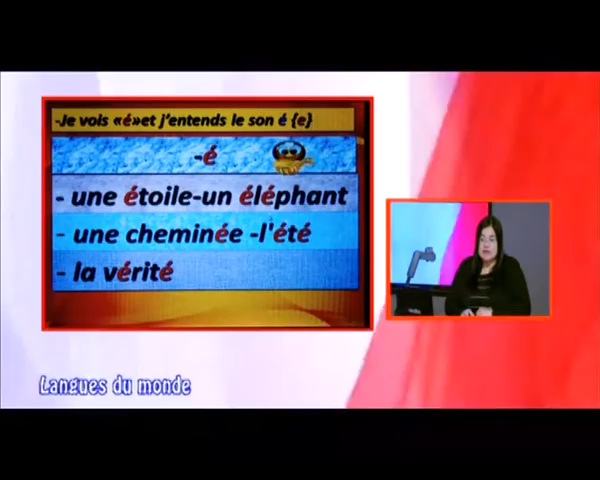 -Je vois «é»et j'entends le son é {e}
-é
- une étoile-un éléphant
- une cheminée -l'été
- la vérité
Langues du monde